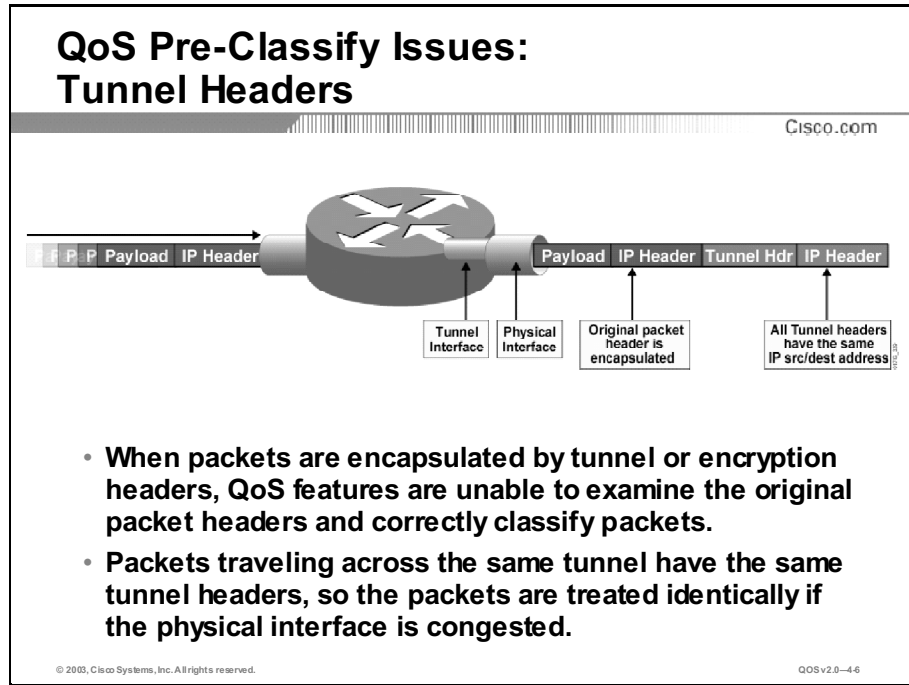 QoS Pre-Classify Issues:
Tunnel Headers
Cisco.com
P Payload IP Header
Payload IP Header Tunnel Hdr IP Header
Tunnel
Interface
Physical
Interface
Original packet
header is
encapsulated
All Tunnel headers
have the same
IP src/dest address
• When packets are encapsulated by tunnel or encryption
headers, QoS features are unable to examine the original
packet headers and correctly classify packets.
• Packets traveling across the same tunnel have the same
tunnel headers, so the packets are treated identically if
the physical interface is congested.
© 2003, Cisco Systems, Inc. All rights reserved.
QOS v2.0—4-6